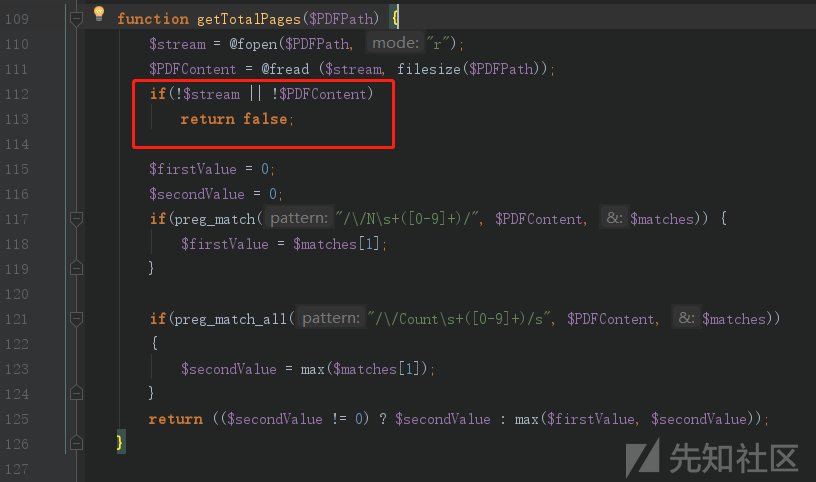 109 function getTotalPages($PDFPath) {
110 $stream = @fopen($PDFPath, mode: "r");
111 $PDFContent = @fread ($stream, filesize($PDFPath));
112 if(!$stream || !$PDFContent)
113 return false;
114
115 $firstValue = 0;
116 $secondValue = 0;
117 if(preg_match( pattern: "/\/N\s+([0-9]+)/", $PDFContent, &: $matches)) {
118 $firstValue = $matches[1];
119 }
120
121 if(preg_match_all( pattern: "/\/Count\s+([0-9]+)/s", $PDFContent, &: $matches))
122 {
123 $secondValue = max($matches[1]);
124 }
125 return (($secondValue != 0) ? $secondValue : max($firstValue, $secondValue));
126 }
127
先知社区